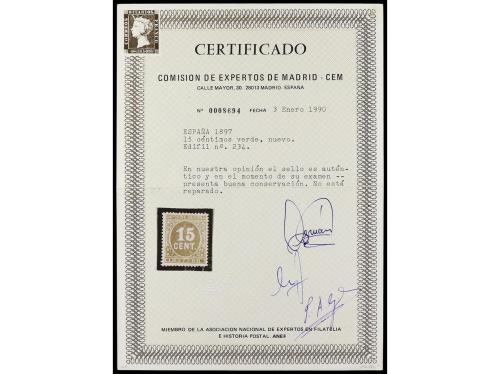 CORREOS
FRANCO
CERTIFICADO
COMISION DE EXPERTOS DE MADRID - CEM
CALLE MAYOR, 30. 28013 MADRID. ESPAÑA
Nº 0008694 FECHA 3 Enero 1990
ESPAÑA 1897
15 céntimos verde, nuevo.
Edifil nº. 234.
En nuestra opinión el sello es autén-
tico y en el momento de su examen --
presenta buena conservación. No está
reparado.
15
CENT.
MIEMBRO DE LA ASOCIACION NACIONAL DE EXPERTOS EN FILATELIA
E HISTORIA POSTAL. ANEF